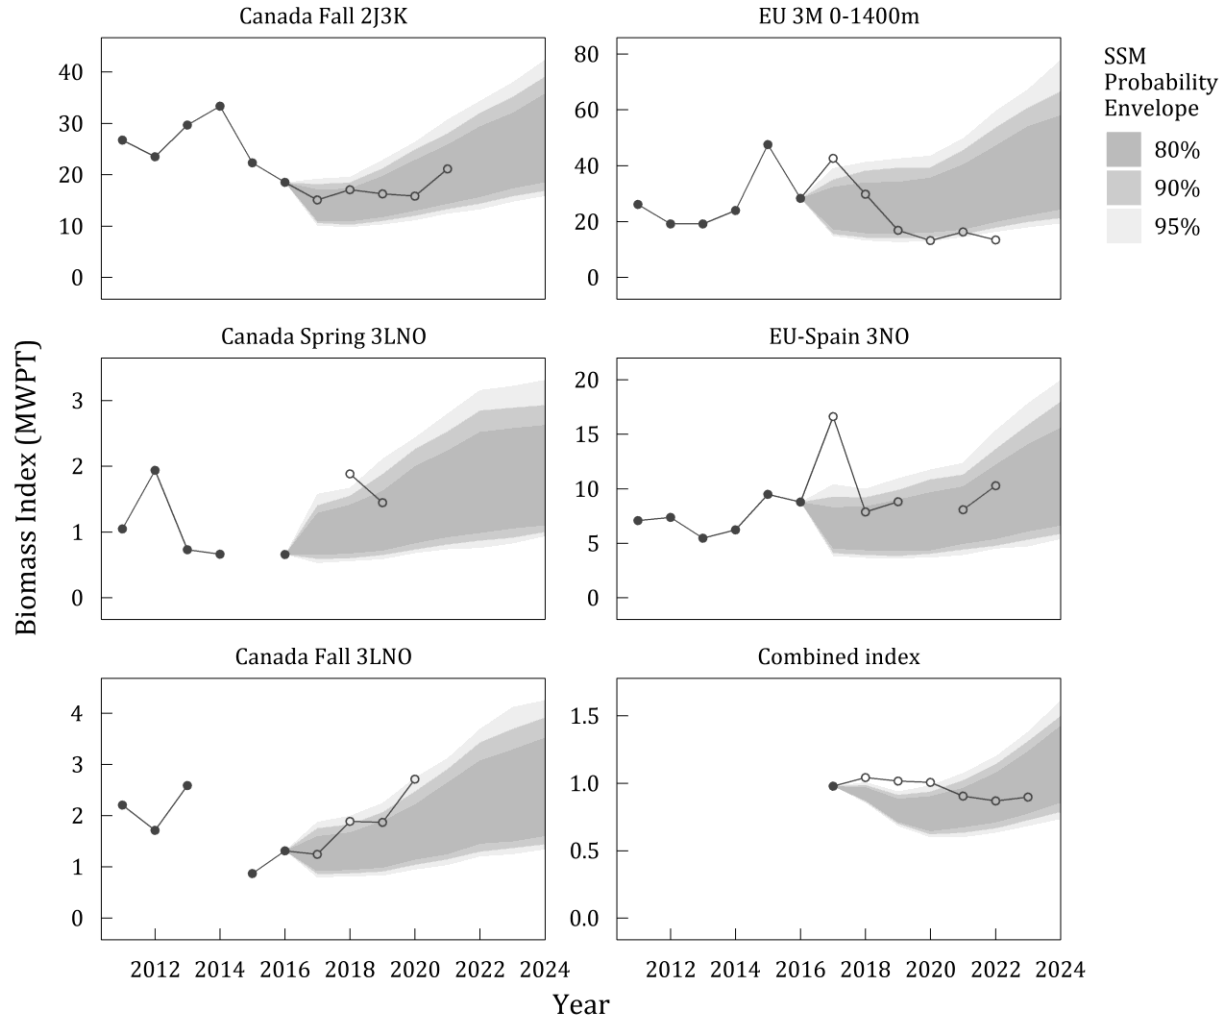 Canada Fall 2J3K
EU 3M 0-1400m
40
30
20
10
0
80
60
40
20
0
SSM
Probability
Envelope
80%
90%
95%
Canada Spring 3LNO
EU-Spain 3NO
3
2
1
0
20
15
10
5
0
Biomass Index (MWPT)
Canada Fall 3LNO
Combined index
4
3
2
1
0
1.5
1.0
0.5
0.0
2012 2014 2016 2018 2020 2022 2024
2012 2014 2016 2018 2020 2022 2024
Year